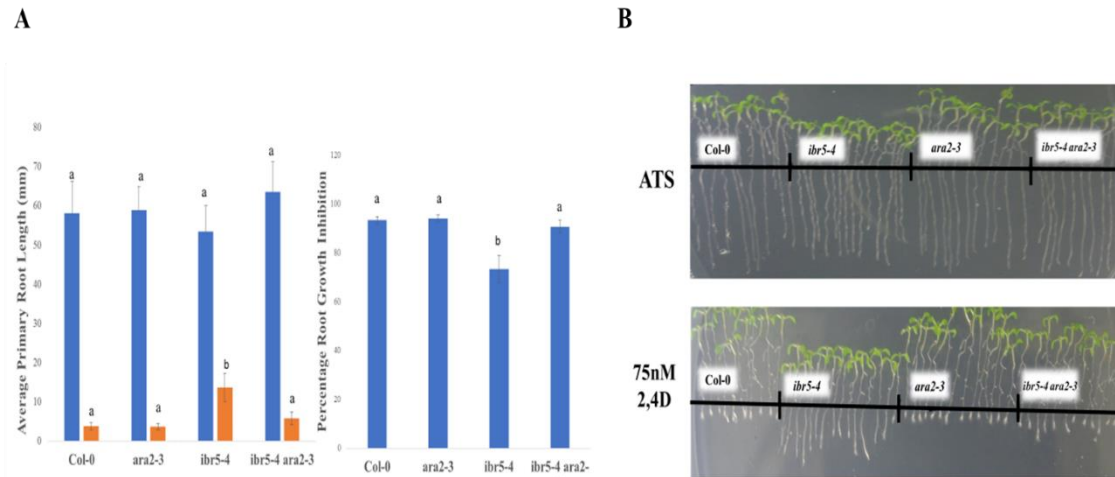 A
Average Primary Root Length (mm)
80
70
60
50
40
30
20
10
0
a
a
a
a
a
a
b
a
Col-0
ara2-3
ibr5-4
ibr5-4 ara2-3
Percentage Root Growth Inhibition
120
100
80
60
40
20
0
a
a
b
a
Col-0
ara2-3
ibr5-4
ibr5-4 ara2-
B
ATS
Col-0
ibr5-4
ara2-3
ibr5-4 ara2-3
75nM
2,4D
Col-0
ibr5-4
ara2-3
ibr5-4 ara2-3